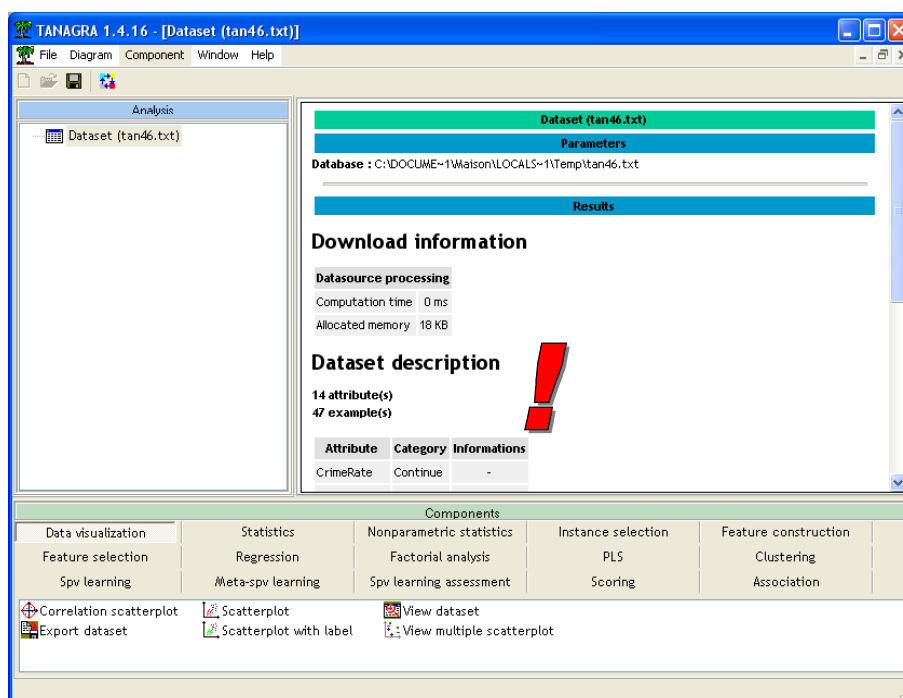 TANAGRA 1.4.16 - [Dataset (tan46.txt)]
File Diagram Component Window Help
Analysis
Dataset (tan46.txt)
Dataset (tan46.txt)
Parameters
Database : C:\DOCUME~1\Maison\LOCALS~1\Temp\tan46.txt
Results
Download information
Datasource processing
Computation time 0 ms
Allocated memory 18 KB
Dataset description
14 attribute(s)
47 example(s)
!
Attribute Category Informations
CrimeRate Continue -
Components
Data visualization Statistics Nonparametric statistics Instance selection Feature construction
Feature selection Regression Factorial analysis PLS Clustering
Spv learning Meta-spv learning Spv learning assessment Scoring Association
Correlation scatterplot Scatterplot View dataset
Export dataset Scatterplot with label View multiple scatterplot